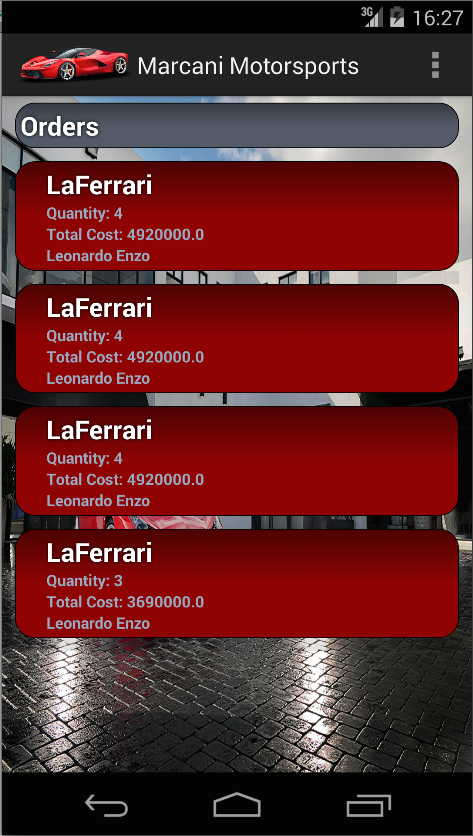 3G 16:27
Marcani Motorsports
Orders
LaFerrari
Quantity: 4
Total Cost: 4920000.0
Leonardo Enzo
LaFerrari
Quantity: 4
Total Cost: 4920000.0
Leonardo Enzo
LaFerrari
Quantity: 4
Total Cost: 4920000.0
Leonardo Enzo
LaFerrari
Quantity: 3
Total Cost: 3690000.0
Leonardo Enzo